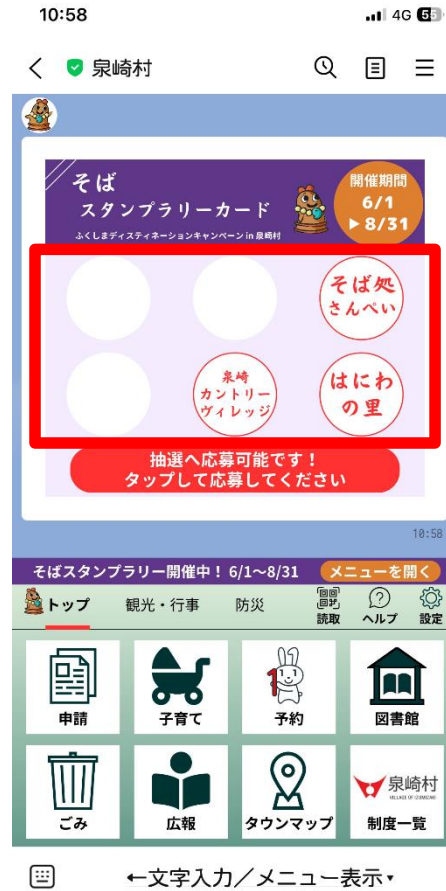 10:58
4G 55
泉崎村
そば
スタンプラリーカード
ふくしまディスティネーションキャンペーン in 泉崎村
開催期間
6/1
▶ 8/31
そば処
さんぺい
泉崎
カントリー
ヴィレッジ
はにわ
の里
抽選へ応募可能です！
タップして応募してください
10:58
そばスタンプラリー開催中！ 6/1～8/31
メニューを開く
トップ
観光・行事
防災
読取
ヘルプ
設定
申請
子育て
予約
図書館
ごみ
広報
タウンマップ
泉崎村
制度一覧
←文字入力／メニュー表示▾